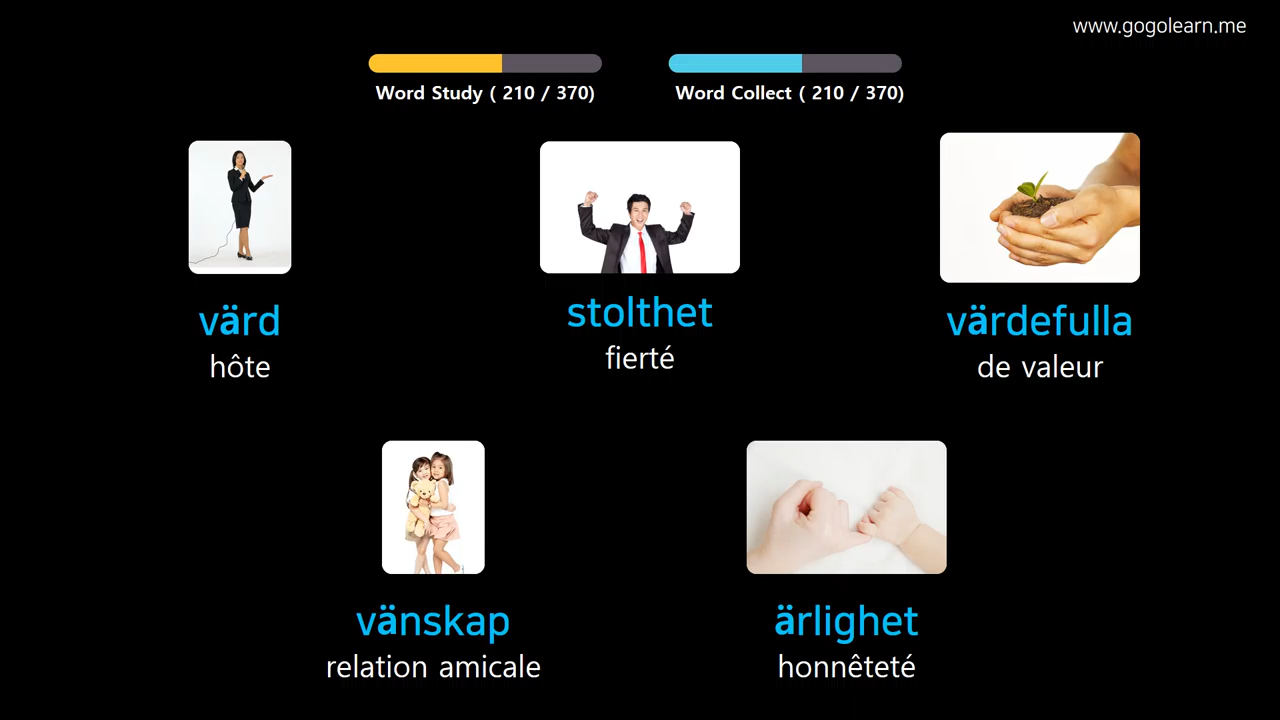 www.gogolearn.me
Word Study ( 210 / 370)
Word Collect ( 210 / 370)
värd
hôte
stolthet
fierté
värdefulla
de valeur
vänskap
relation amicale
ärlighet
honnêteté